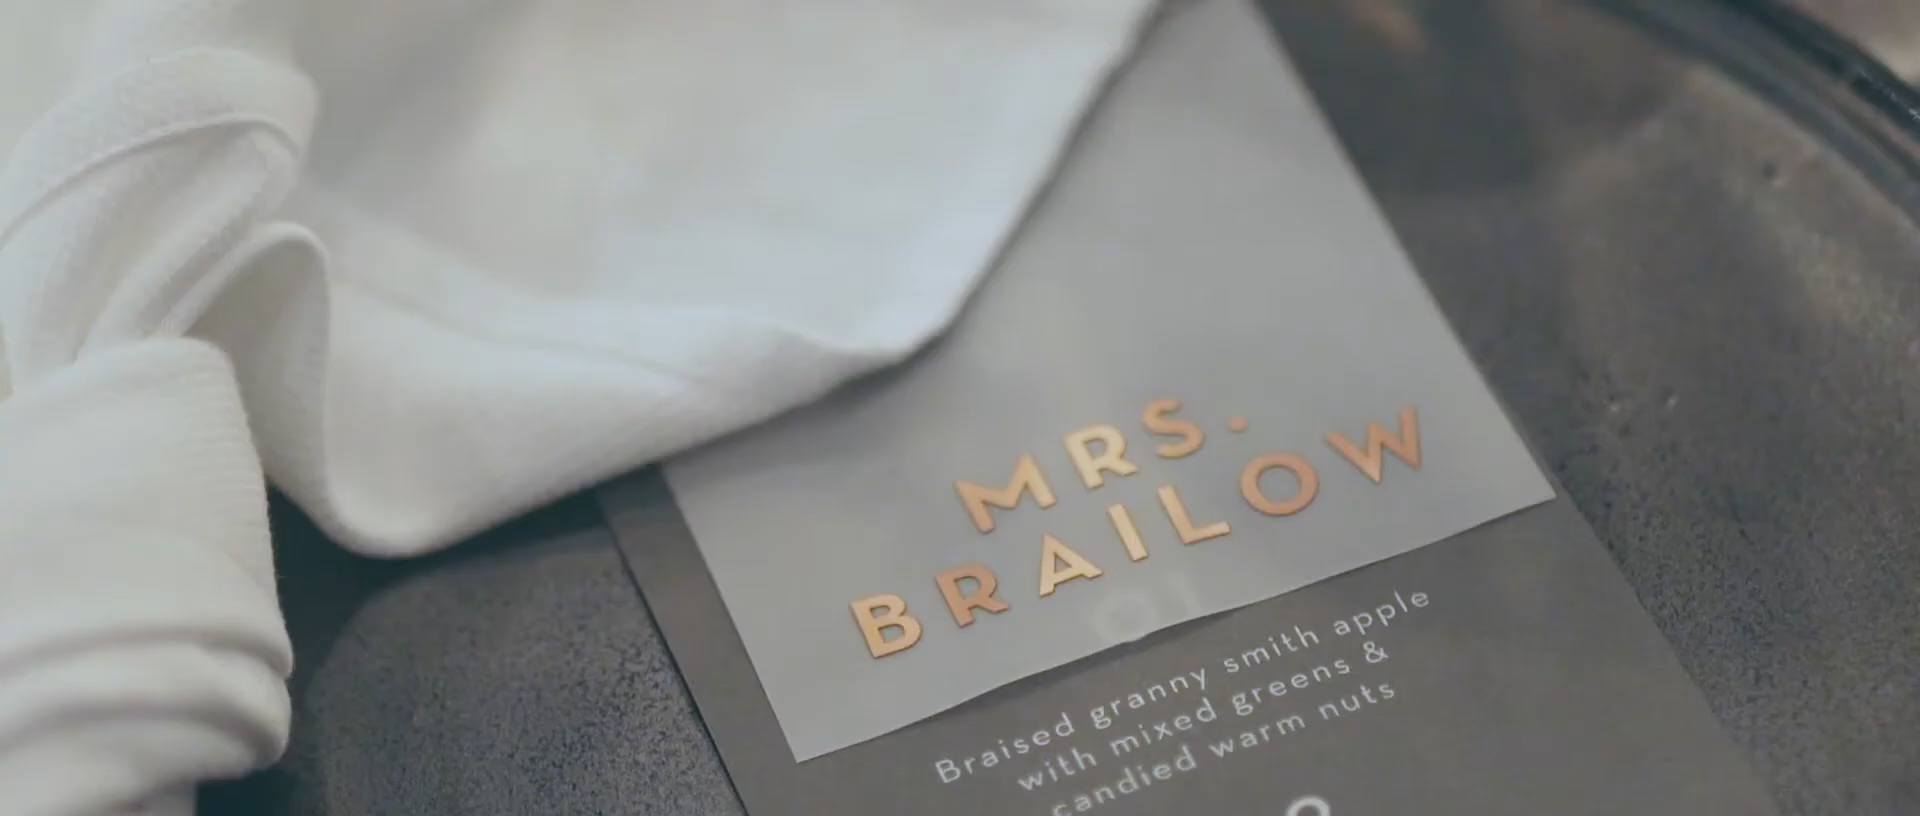 MRS.
BRAILOW
Braised granny smith apple
with mixed greens &
candied warm nuts